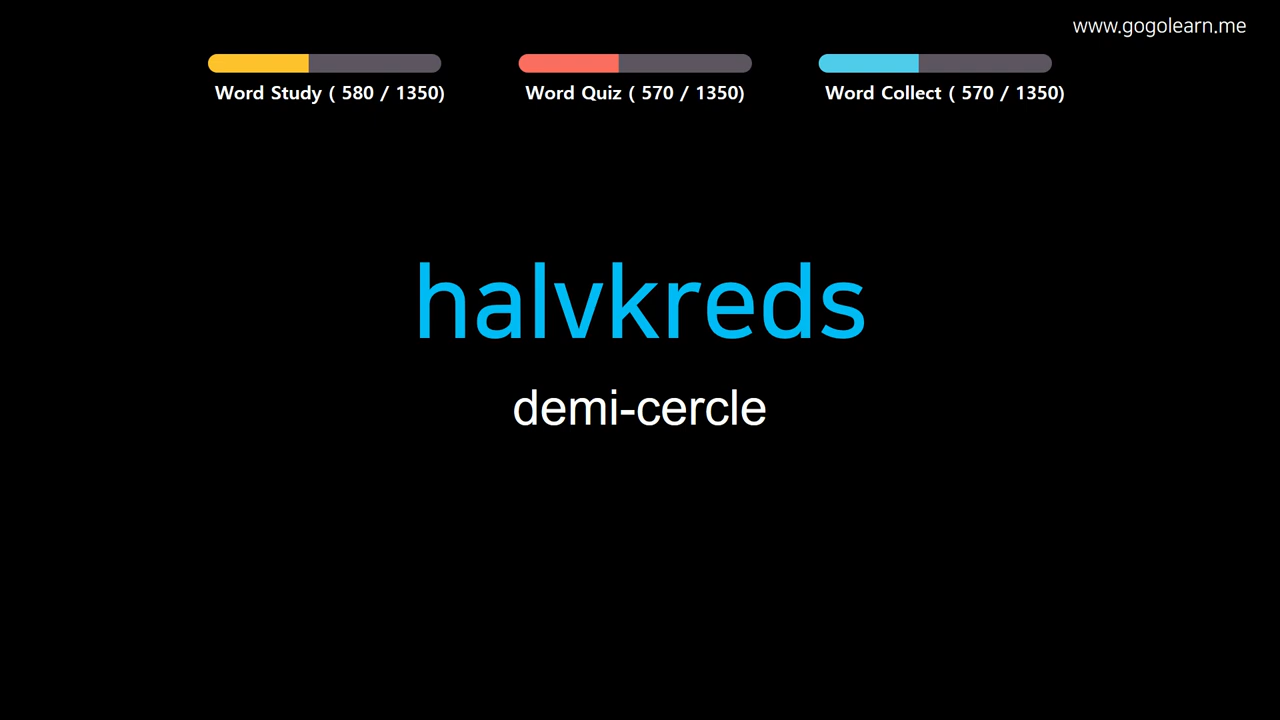 www.gogolearn.me
Word Study ( 580 / 1350)
Word Quiz ( 570 / 1350)
Word Collect ( 570 / 1350)
halvkreds
demi-cercle